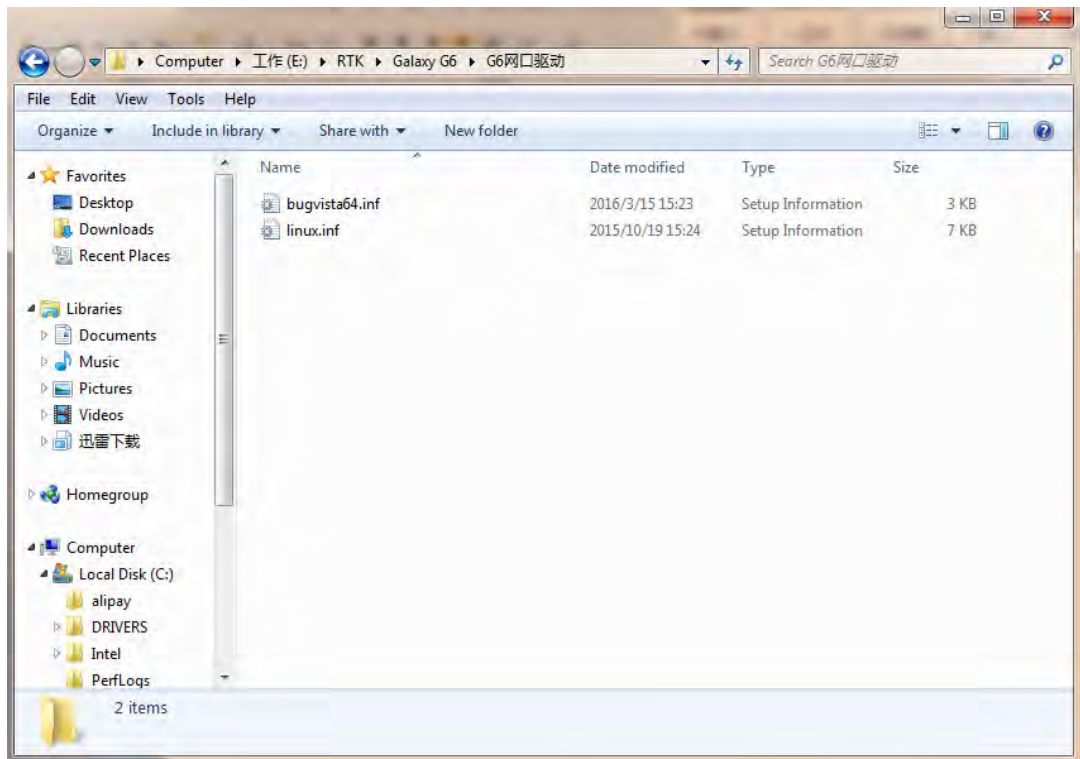 Computer 工作 (E:) RTK Galaxy G6 G6网口驱动 Search G6网口驱动
File Edit View Tools Help
Organize Include in library Share with New folder
Name Date modified Type Size
Favorites
Desktop
Downloads
Recent Places
Libraries
Documents
Music
Pictures
Videos
迅雷下载
Homegroup
Computer
Local Disk (C:)
alipay
DRIVERS
Intel
PerfLogs
bugvista64.inf 2016/3/15 15:23 Setup Information 3 KB
linux.inf 2015/10/19 15:24 Setup Information 7 KB
2 items